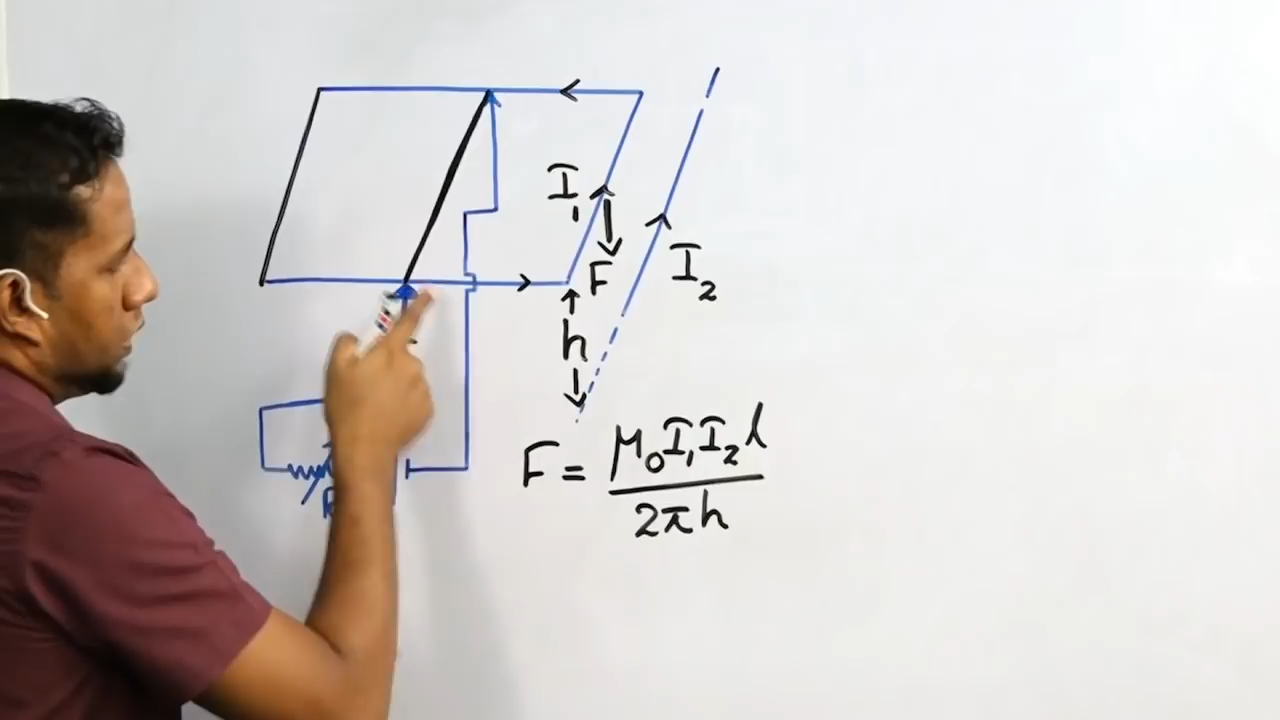 I₁
F
I₂
h
F = μ₀I₁I₂l / 2πh
R